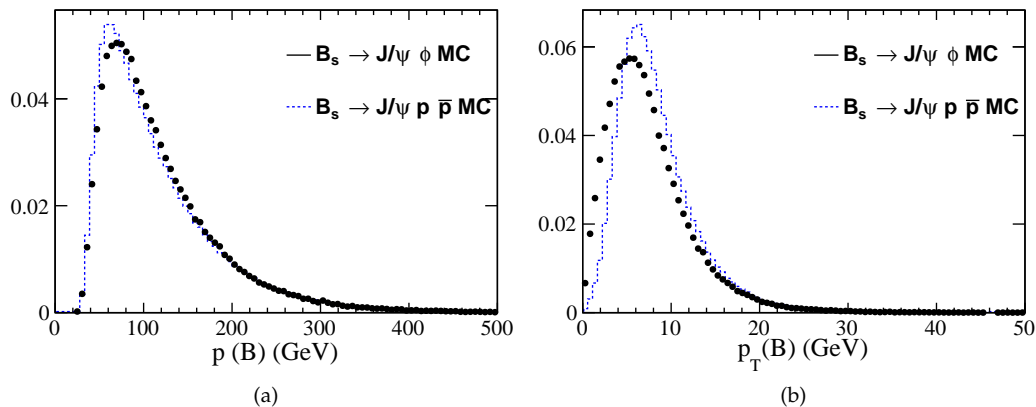 0.04
0.02
0
0 100 200 300 400 500
p (B) (GeV)
B_s → J/ψ φ MC
B_s → J/ψ p p̅ MC
(a)
0.06
0.04
0.02
0
0 10 20 30 40 50
p_T(B) (GeV)
B_s → J/ψ φ MC
B_s → J/ψ p p̅ MC
(b)